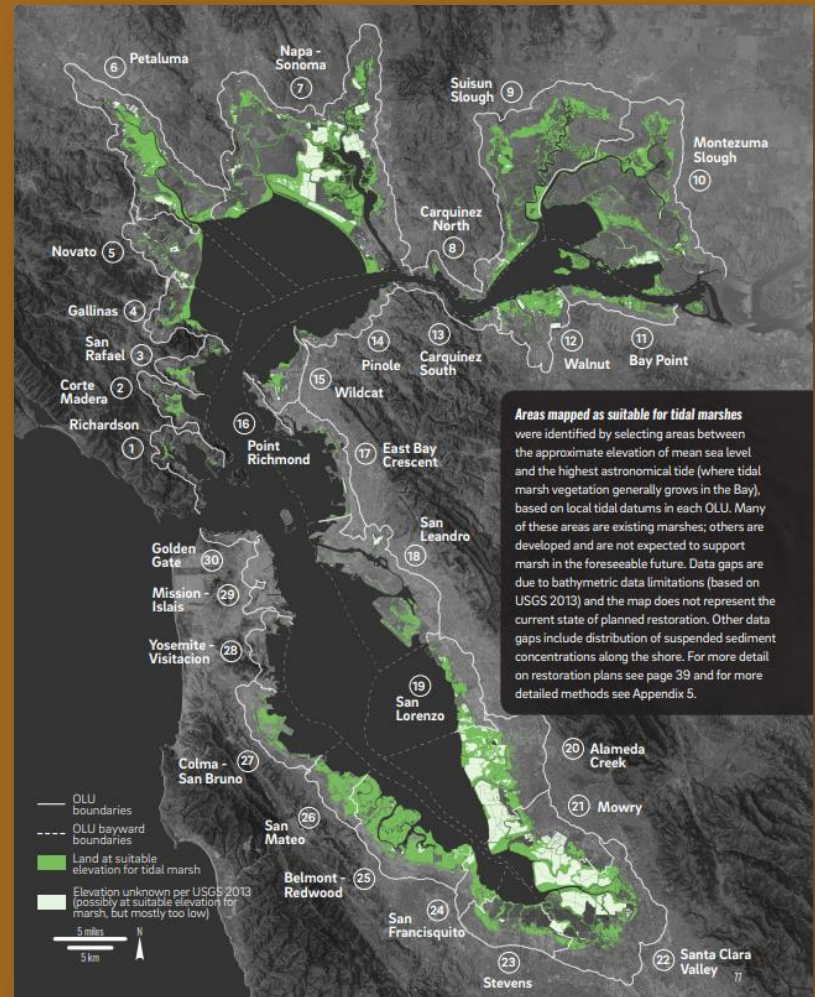 6
Petaluma
Napa -
Sonoma
7
Suisun
Slough
9
Montezuma
Slough
10
Carquinez
North
8
Novato
5
Gallinas
4
San
Rafael
3
Corte
Madera
2
Richardson
1
14
Pinole
13
Carquinez
South
12
Walnut
11
Bay Point
15
Wildcat
16
Point
Richmond
17
East Bay
Crescent
San
Leandro
18
Areas mapped as suitable for tidal marshes
were identified by selecting areas between
the approximate elevation of mean sea level
and the highest astronomical tide (where tidal
marsh vegetation generally grows in the Bay),
based on local tidal datums in each OLU. Many
of these areas are existing marshes; others are
developed and are not expected to support
marsh in the foreseeable future. Data gaps are
due to bathymetric data limitations (based on
USGS 2013) and the map does not represent the
current state of planned restoration. Other data
gaps include distribution of suspended sediment
concentrations along the shore. For more detail
on restoration plans see page 39 and for more
detailed methods see Appendix 5.
Golden
Gate
30
Mission -
Islais
29
Yosemite -
Visitacion
28
19
San
Lorenzo
20
Alameda
Creek
21
Mowry
27
Colma -
San Bruno
26
San
Mateo
25
Belmont -
Redwood
24
San
Francisquito
23
Stevens
22
Santa Clara
Valley
OLU
boundaries
OLU bayward
boundaries
Land at suitable
elevation for tidal marsh
Elevation unknown per USGS 2013
(possibly at suitable elevation for
marsh, but mostly too low)
5 miles
5 km
N
11